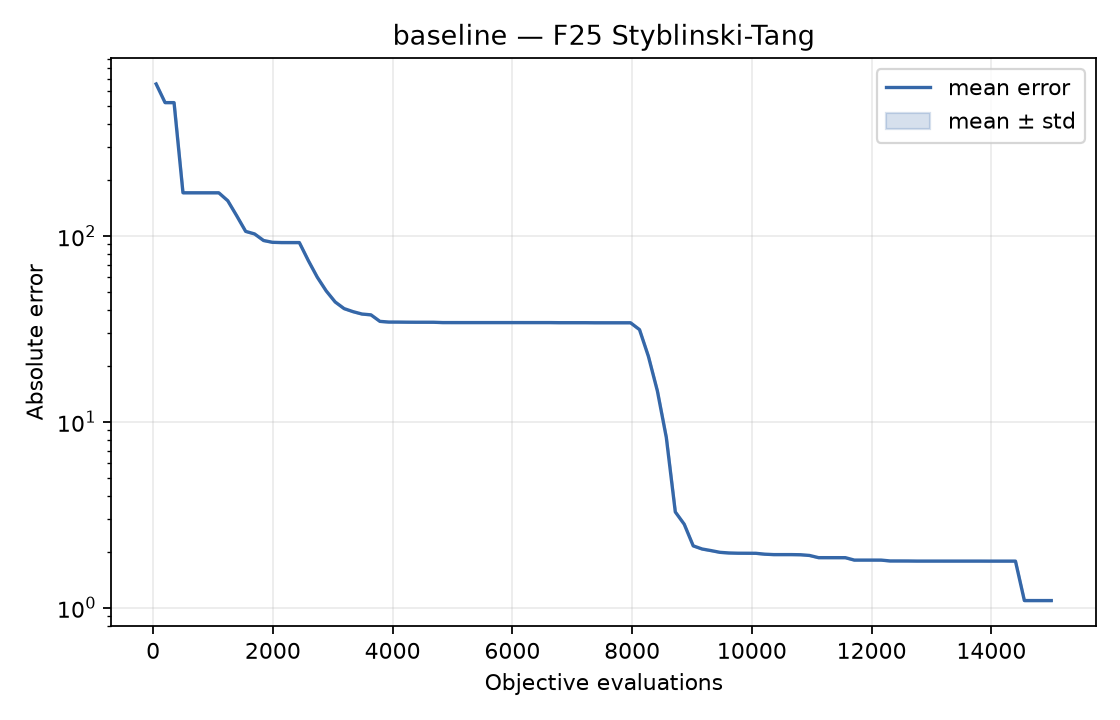 baseline — F25 Styblinski-Tang
mean error
mean ± std
Absolute error
10²
10¹
10⁰
0 2000 4000 6000 8000 10000 12000 14000
Objective evaluations